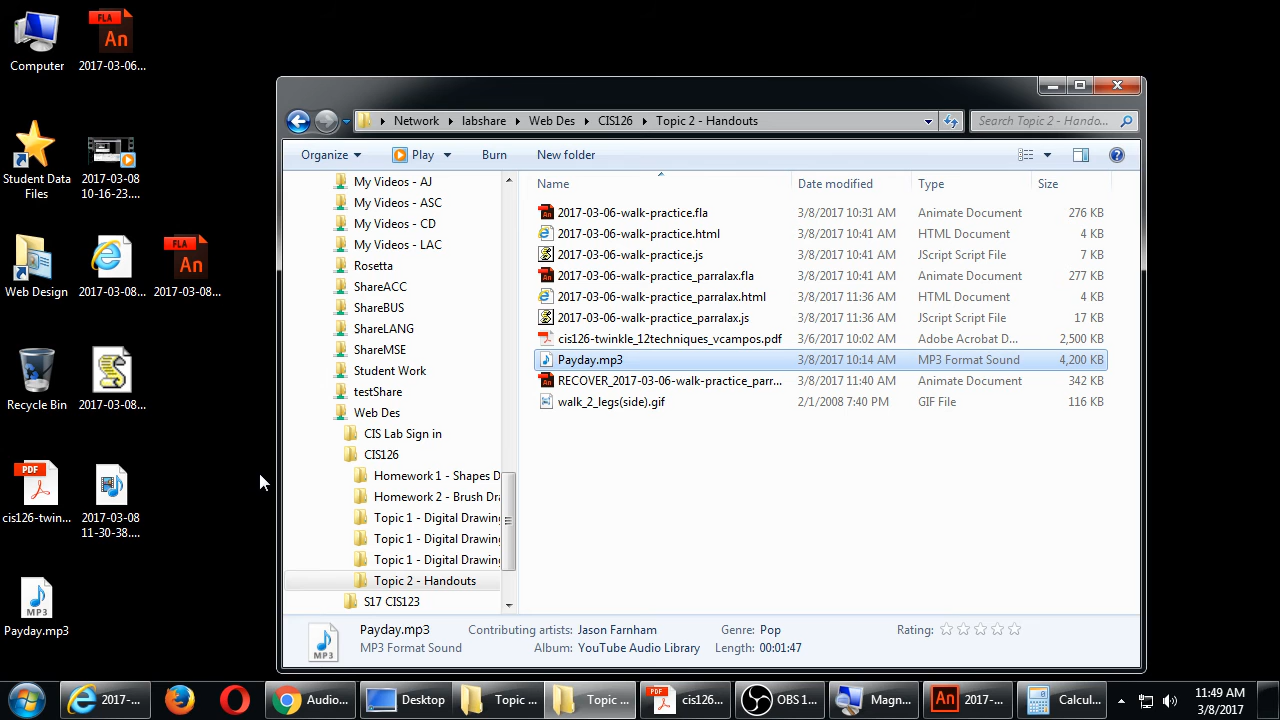 Computer
FLA
An
2017-03-06...
Student Data
Files
2017-03-08
10-16-23....
Web Design
2017-03-08...
FLA
An
2017-03-08...
Recycle Bin
2017-03-08...
PDF
cis126-twin...
2017-03-08
11-30-38....
MP3
Payday.mp3
Network
labshare
Web Des
CIS126
Topic 2 - Handouts
Search Topic 2 - Hando...
Organize
Play
Burn
New folder
My Videos - AJ
My Videos - ASC
My Videos - CD
My Videos - LAC
Rosetta
ShareACC
ShareBUS
ShareLANG
ShareMSE
Student Work
testShare
Web Des
CIS Lab Sign in
CIS126
Homework 1 - Shapes D
Homework 2 - Brush Dra
Topic 1 - Digital Drawing
Topic 1 - Digital Drawing
Topic 1 - Digital Drawing
Topic 2 - Handouts
S17 CIS123
Name Date modified Type Size
2017-03-06-walk-practice.fla 3/8/2017 10:31 AM Animate Document 276 KB
2017-03-06-walk-practice.html 3/8/2017 10:41 AM HTML Document 4 KB
2017-03-06-walk-practice.js 3/8/2017 10:41 AM JScript Script File 7 KB
2017-03-06-walk-practice_parralax.fla 3/8/2017 10:41 AM Animate Document 277 KB
2017-03-06-walk-practice_parralax.html 3/8/2017 11:36 AM HTML Document 4 KB
2017-03-06-walk-practice_parralax.js 3/8/2017 11:36 AM JScript Script File 17 KB
cis126-twinkle_12techniques_vcampos.pdf 3/6/2017 10:02 AM Adobe Acrobat D... 2,500 KB
Payday.mp3 3/8/2017 10:14 AM MP3 Format Sound 4,200 KB
RECOVER_2017-03-06-walk-practice_parr... 3/8/2017 11:40 AM Animate Document 342 KB
walk_2_legs(side).gif 2/1/2008 7:40 PM GIF File 116 KB
MP3
Payday.mp3 Contributing artists: Jason Farnham Genre: Pop Rating:
MP3 Format Sound Album: YouTube Audio Library Length: 00:01:47
2017-...
Audio...
Desktop
Topic ...
Topic ...
PDF
cis126...
OBS 1...
Magn...
An
2017-...
Calcul...
11:49 AM
3/8/2017